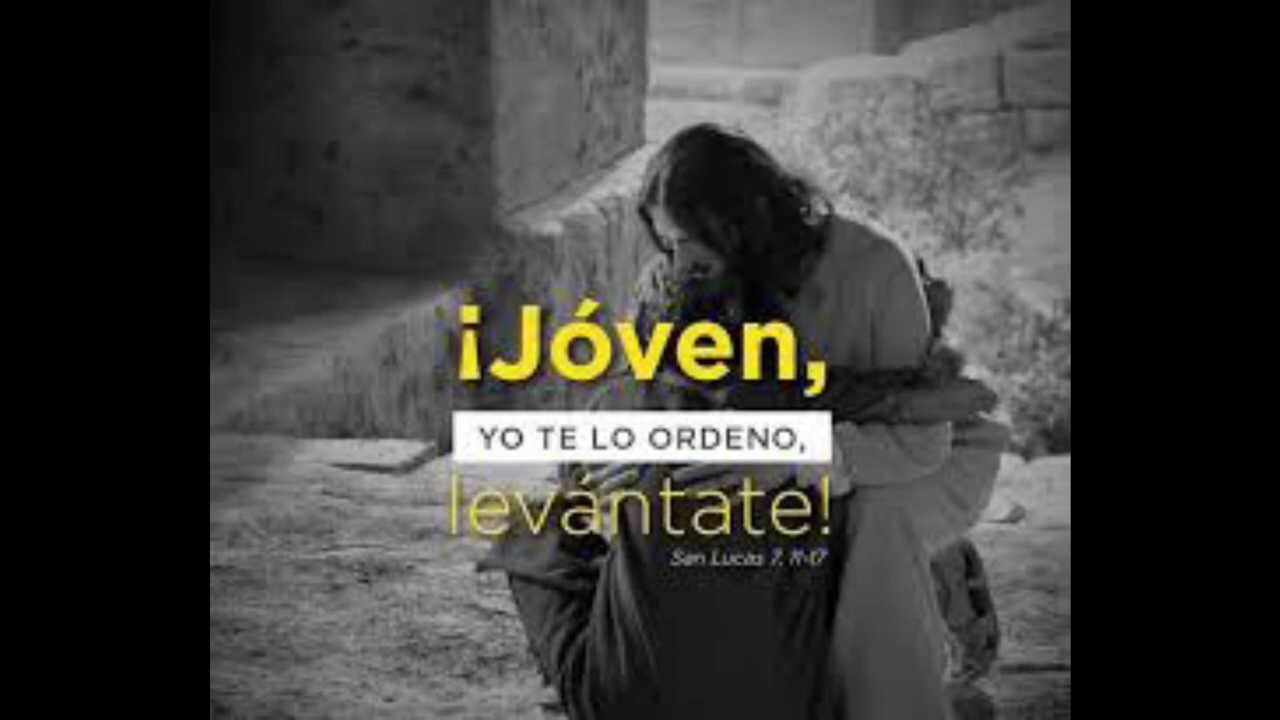 ¡Jóven,
YO TE LO ORDENO,
levántate!
San Lucas 7, 11-17